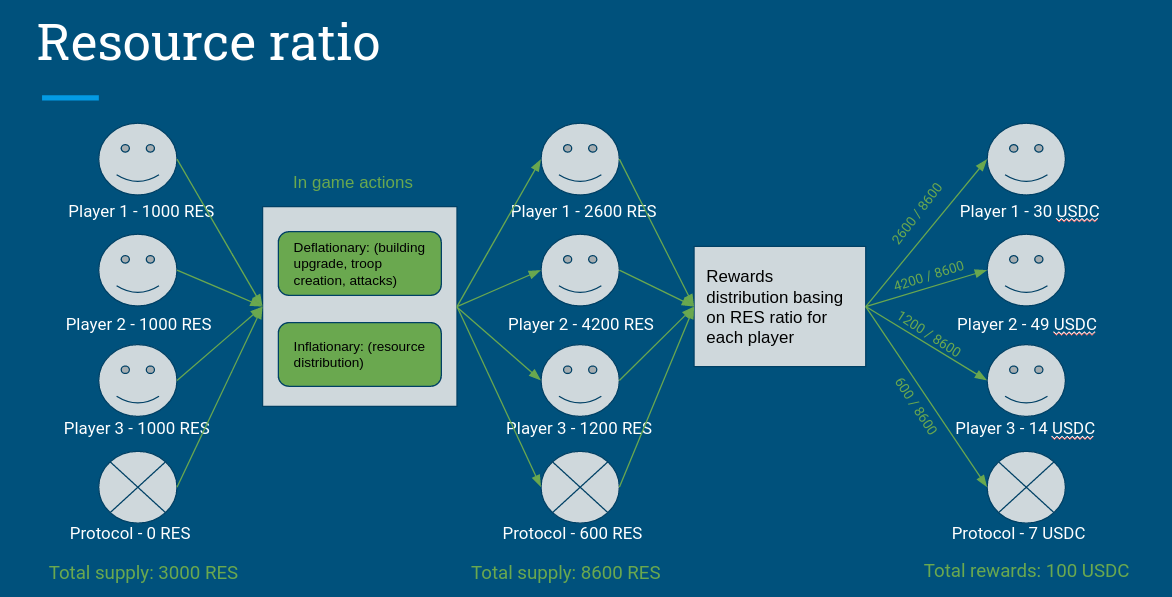 Resource ratio
Player 1 - 1000 RES
Player 2 - 1000 RES
Player 3 - 1000 RES
Protocol - 0 RES
Total supply: 3000 RES
In game actions
Deflationary: (building
upgrade, troop
creation, attacks)
Inflationary: (resource
distribution)
Player 1 - 2600 RES
Player 2 - 4200 RES
Player 3 - 1200 RES
Protocol - 600 RES
Total supply: 8600 RES
Rewards
distribution basing
on RES ratio for
each player
2600 / 8600
4200 / 8600
1200 / 8600
600 / 8600
Player 1 - 30 USDC
Player 2 - 49 USDC
Player 3 - 14 USDC
Protocol - 7 USDC
Total rewards: 100 USDC